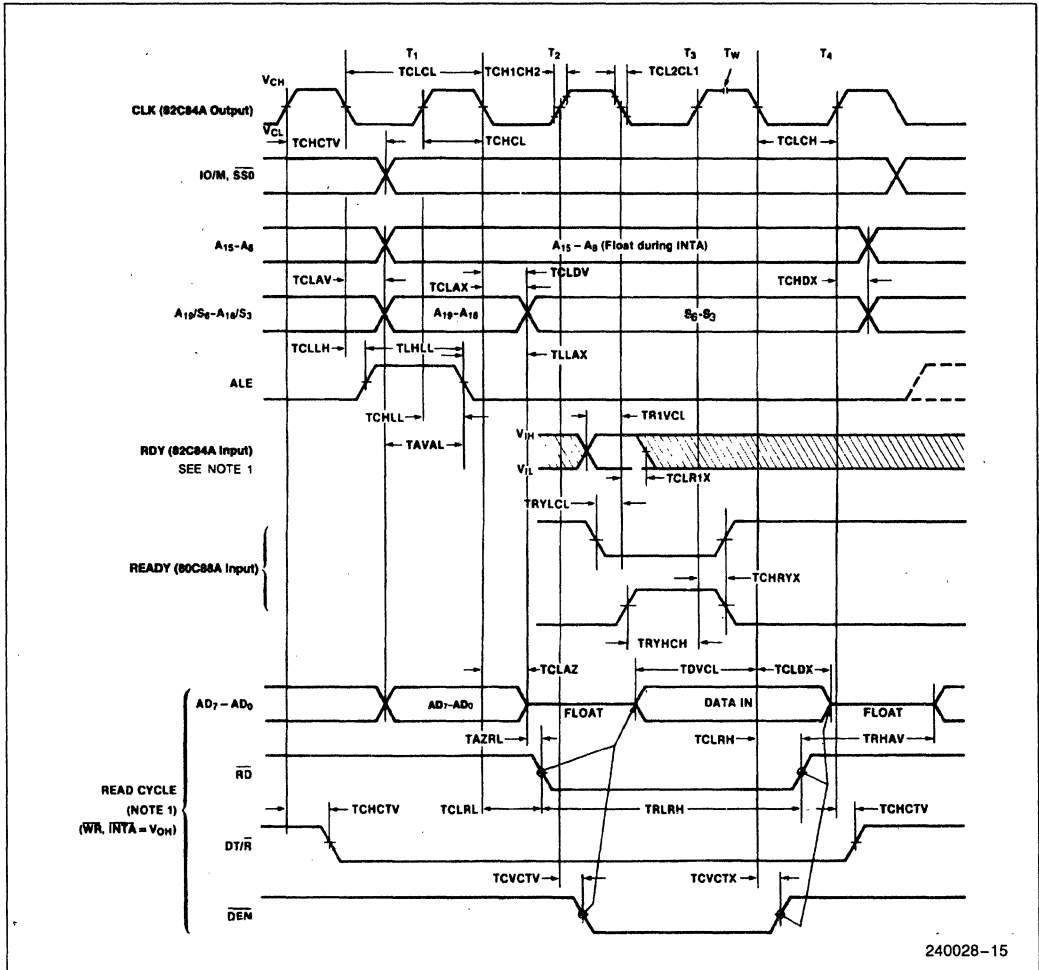 T1 T2 T3 TW T4
TCLCL TCH1CH2 TCL2CL1
VCH
CLK (82C84A Output)
VCL
TCHCTV TCHCL TCLCH
IO/M, SS0
A15-A8 A15 – A8 (Float during INTA)
TCLDV
TCLAV TCLAX TCHDX
A19/S6-A16/S3 A19-A16 S6-S3
TCLLH TLHLL TLLAX
ALE
TCHLL TR1VCL
TAVAL
VIH
RDY (82C84A Input)
SEE NOTE 1 VIL
TCLR1X
TRYLCL
READY (80C88A Input)
TCHRYX
TRYHCH
TCLAZ TDVCL TCLDX
AD7 – AD0 AD7-AD0 FLOAT DATA IN FLOAT
TAZRL TCLRH TRHAV
RD
READ CYCLE
(NOTE 1) TCHCTV TCLRL TRLRH TCHCTV
(WR, INTA = VOH)
DT/R
TCVCTV TCVCTX
DEN
240028-15